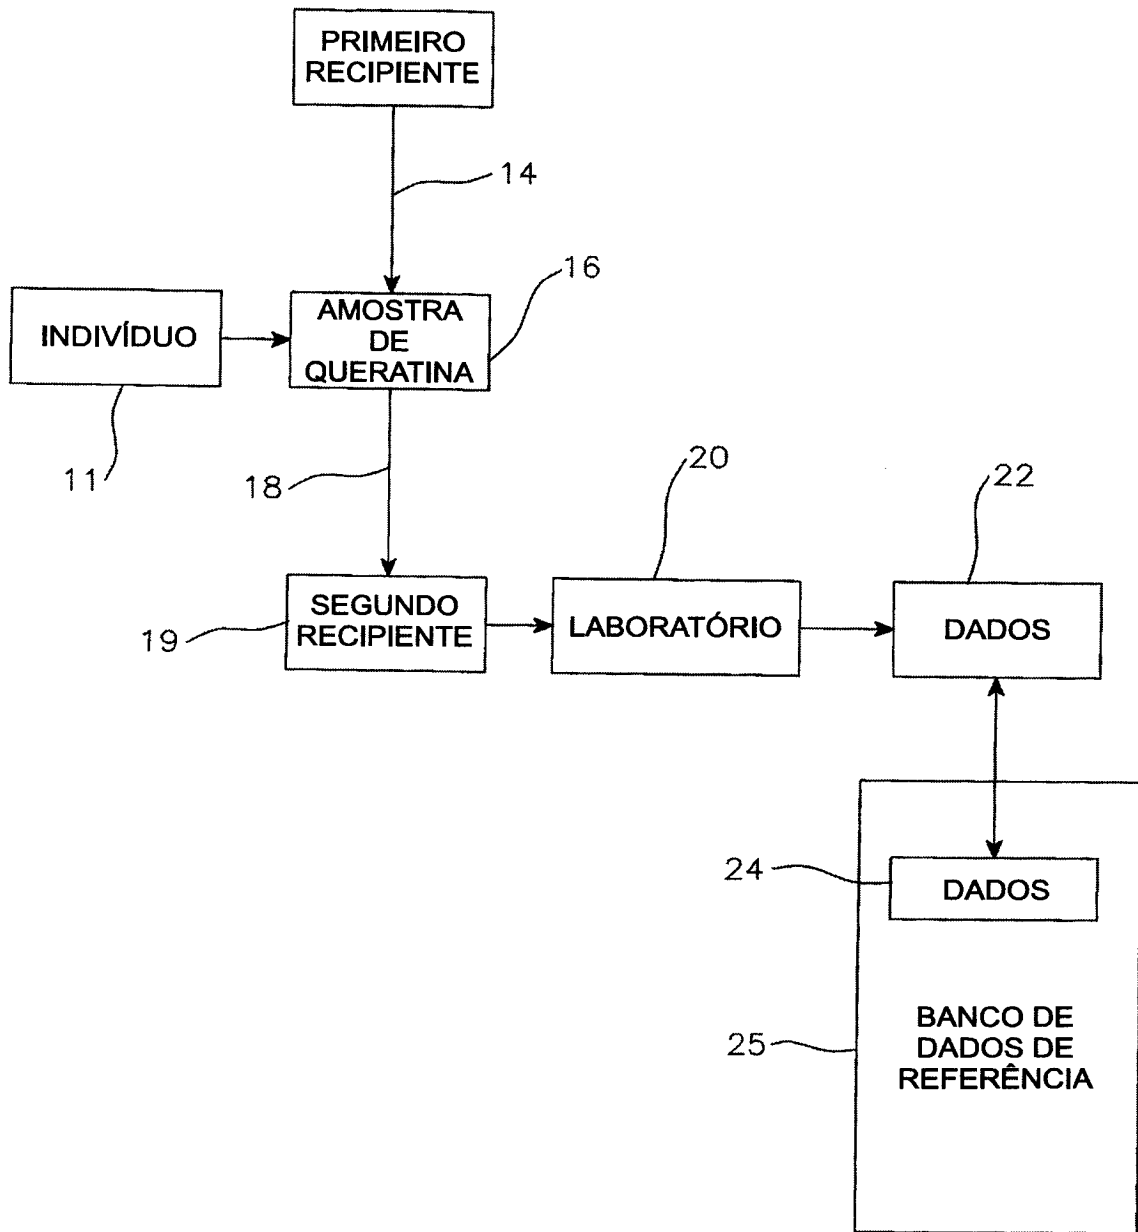 PRIMEIRO
RECIPIENTE
14
16
AMOSTRA
DE
QUERATINA
INDIVÍDUO
11
18
20
22
SEGUNDO
RECIPIENTE
19
LABORATÓRIO
DADOS
24
DADOS
BANCO DE
DADOS DE
REFERÊNCIA
25